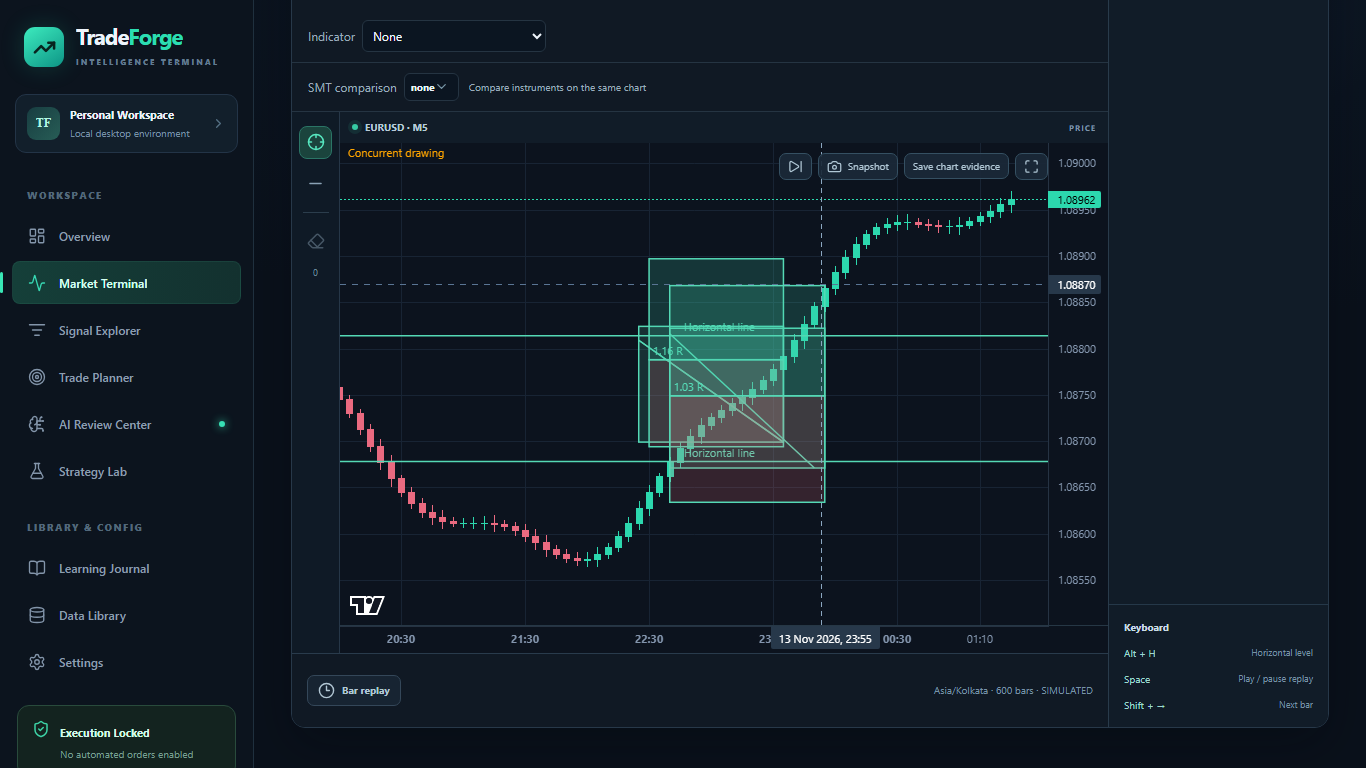 TradeForge
INTELLIGENCE TERMINAL
TF
Personal Workspace
Local desktop environment
WORKSPACE
Overview
Market Terminal
Signal Explorer
Trade Planner
AI Review Center
Strategy Lab
LIBRARY & CONFIG
Learning Journal
Data Library
Settings
Execution Locked
No automated orders enabled
Indicator
None
SMT comparison
none
Compare instruments on the same chart
EURUSD · M5
PRICE
Concurrent drawing
Snapshot
Save chart evidence
0
Horizontal line
1.16 R
1.03 R
Horizontal line
1.09000
1.08962
1.08950
1.08900
1.08870
1.08850
1.08800
1.08750
1.08700
1.08650
1.08600
1.08550
20:30
21:30
22:30
23
13 Nov 2026, 23:55
00:30
01:10
Bar replay
Asia/Kolkata · 600 bars · SIMULATED
Keyboard
Alt + H
Horizontal level
Space
Play / pause replay
Shift + →
Next bar